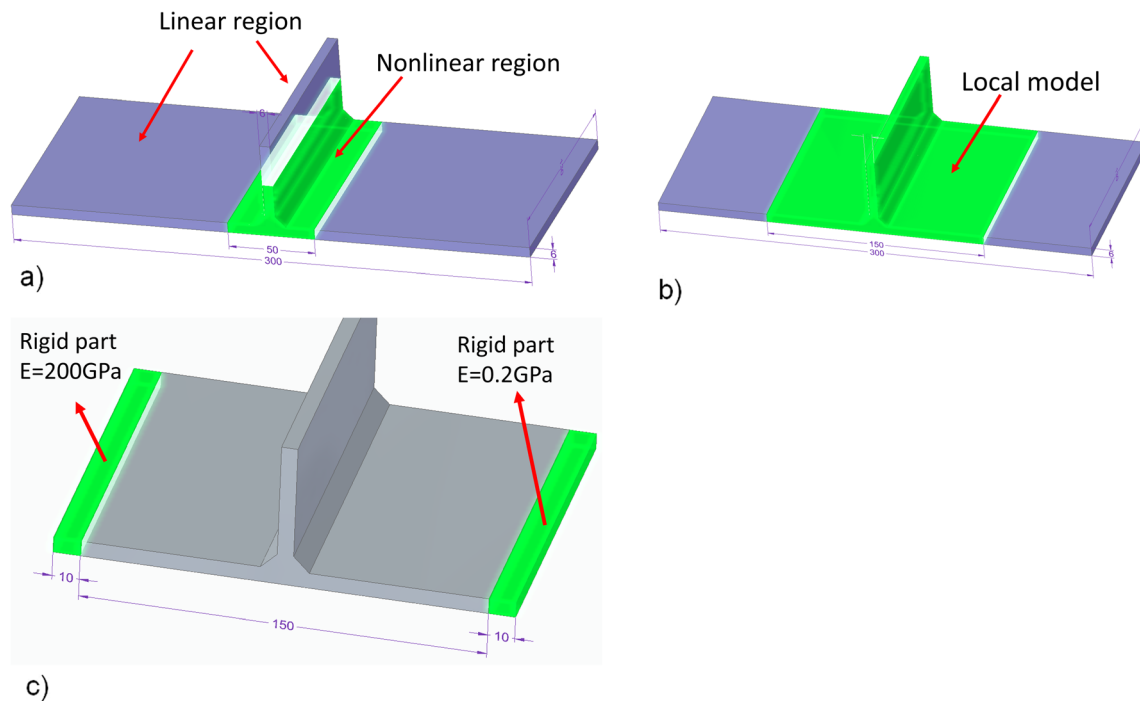 Linear region
Nonlinear region
6
50
300
6
a)
Local model
150
300
6
b)
Rigid part
E=200GPa
Rigid part
E=0.2GPa
10
150
10
c)